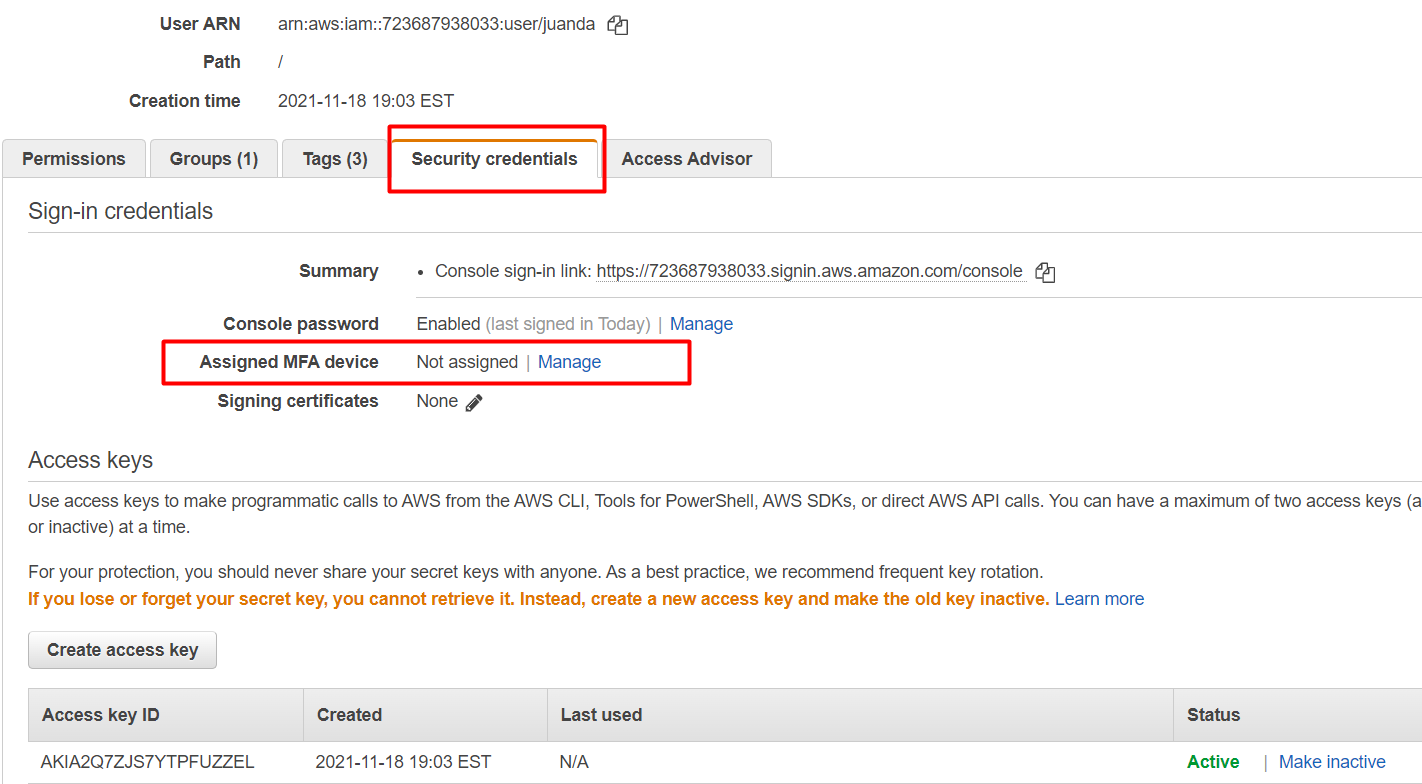 User ARN arn:aws:iam::723687938033:user/juanda
Path /
Creation time 2021-11-18 19:03 EST
Permissions Groups (1) Tags (3) Security credentials Access Advisor
Sign-in credentials
Summary • Console sign-in link: https://723687938033.signin.aws.amazon.com/console
Console password Enabled (last signed in Today) | Manage
Assigned MFA device Not assigned | Manage
Signing certificates None
Access keys
Use access keys to make programmatic calls to AWS from the AWS CLI, Tools for PowerShell, AWS SDKs, or direct AWS API calls. You can have a maximum of two access keys (a
or inactive) at a time.
For your protection, you should never share your secret keys with anyone. As a best practice, we recommend frequent key rotation.
If you lose or forget your secret key, you cannot retrieve it. Instead, create a new access key and make the old key inactive. Learn more
Create access key
Access key ID Created Last used Status
AKIA2Q7ZJS7YTPFUZZEL 2021-11-18 19:03 EST N/A Active | Make inactive